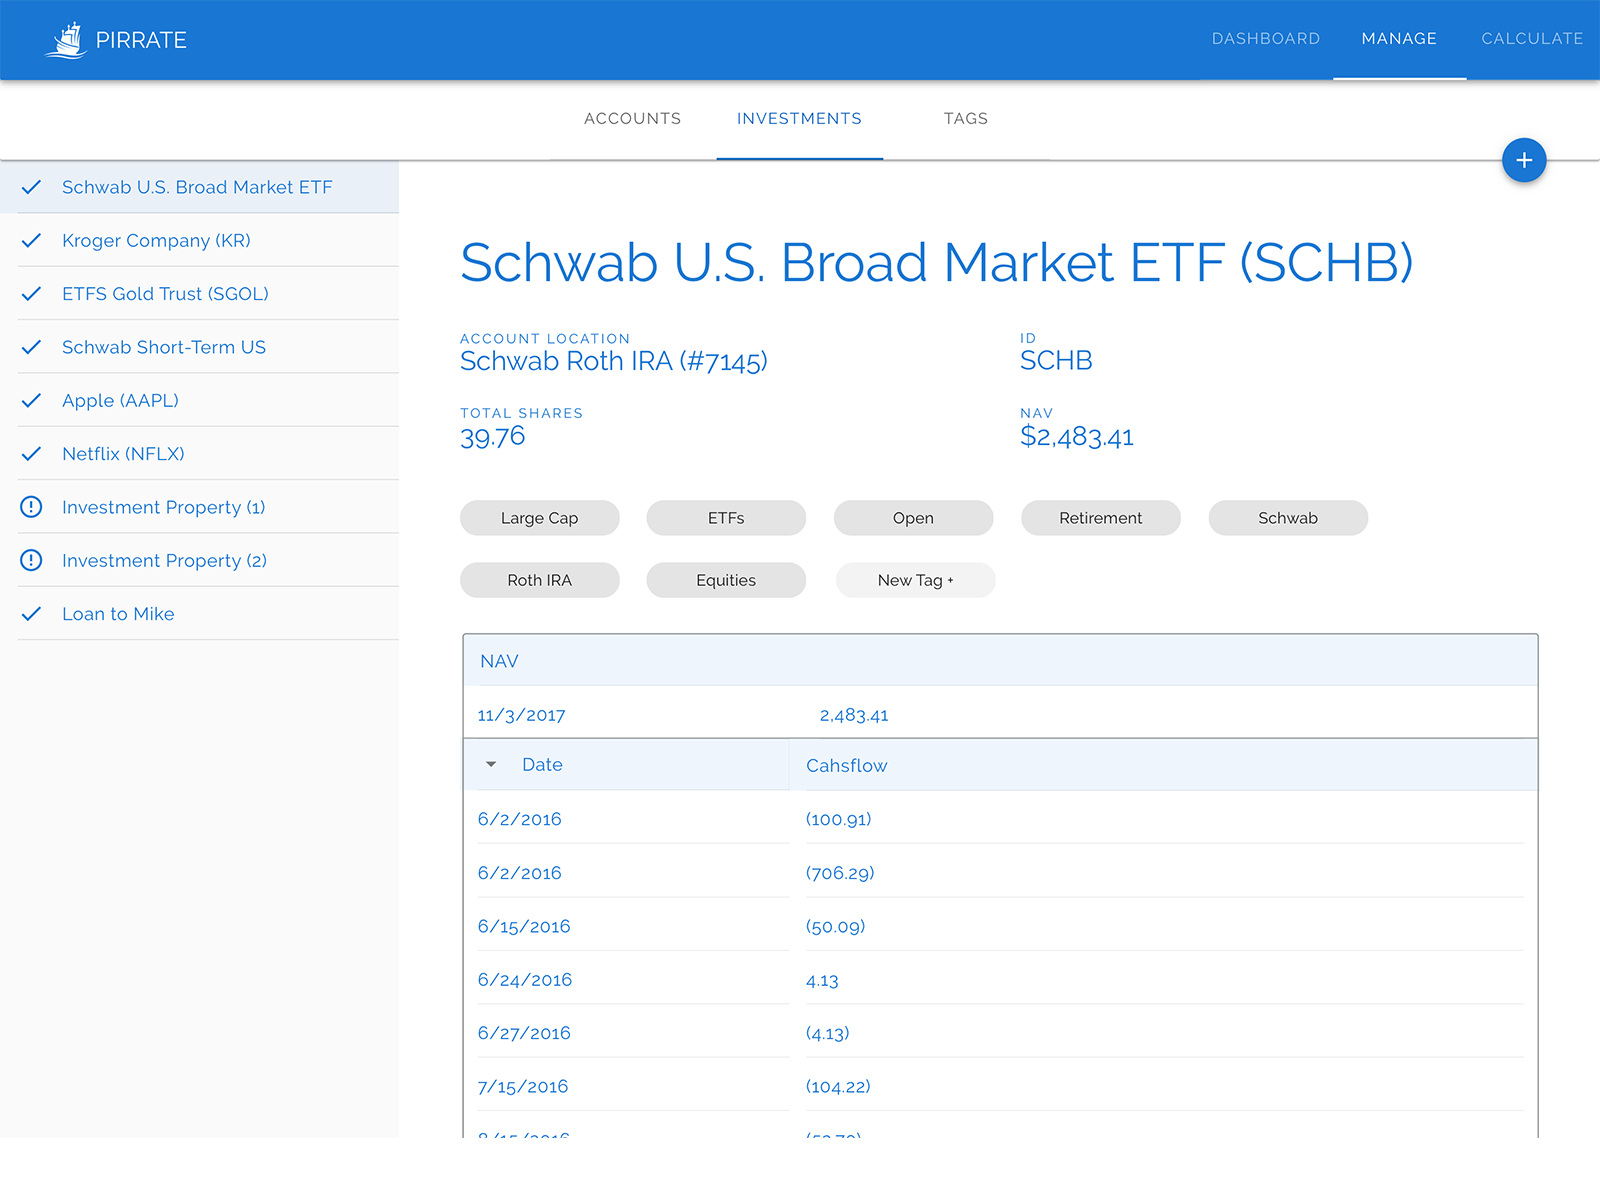 PIRRATE
DASHBOARD MANAGE CALCULATE
ACCOUNTS INVESTMENTS TAGS
+
Schwab U.S. Broad Market ETF
Kroger Company (KR)
ETFS Gold Trust (SGOL)
Schwab Short-Term US
Apple (AAPL)
Netflix (NFLX)
Investment Property (1)
Investment Property (2)
Loan to Mike
Schwab U.S. Broad Market ETF (SCHB)
ACCOUNT LOCATION
Schwab Roth IRA (#7145)
ID
SCHB
TOTAL SHARES
39.76
NAV
$2,483.41
Large Cap ETFs Open Retirement Schwab
Roth IRA Equities New Tag +
NAV
11/3/2017 2,483.41
Date Cahsflow
6/2/2016 (100.91)
6/2/2016 (706.29)
6/15/2016 (50.09)
6/24/2016 4.13
6/27/2016 (4.13)
7/15/2016 (104.22)